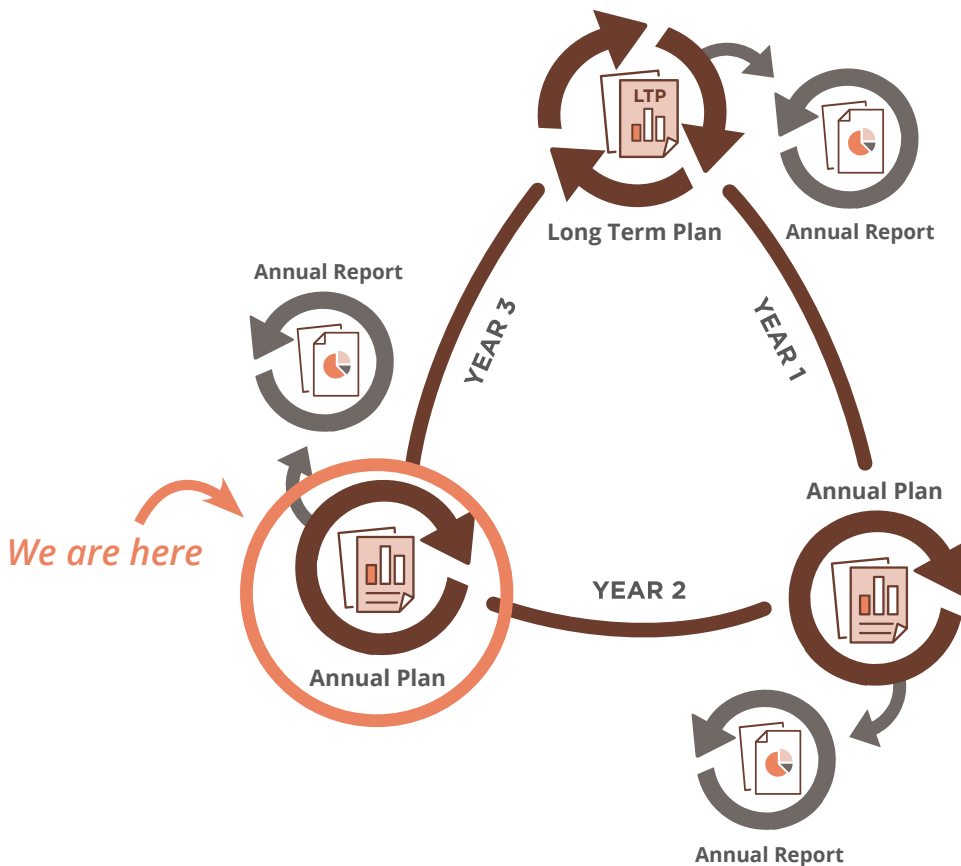 LTP
Long Term Plan
Annual Report
Annual Report
YEAR 3
YEAR 1
Annual Plan
We are here
YEAR 2
Annual Plan
Annual Report